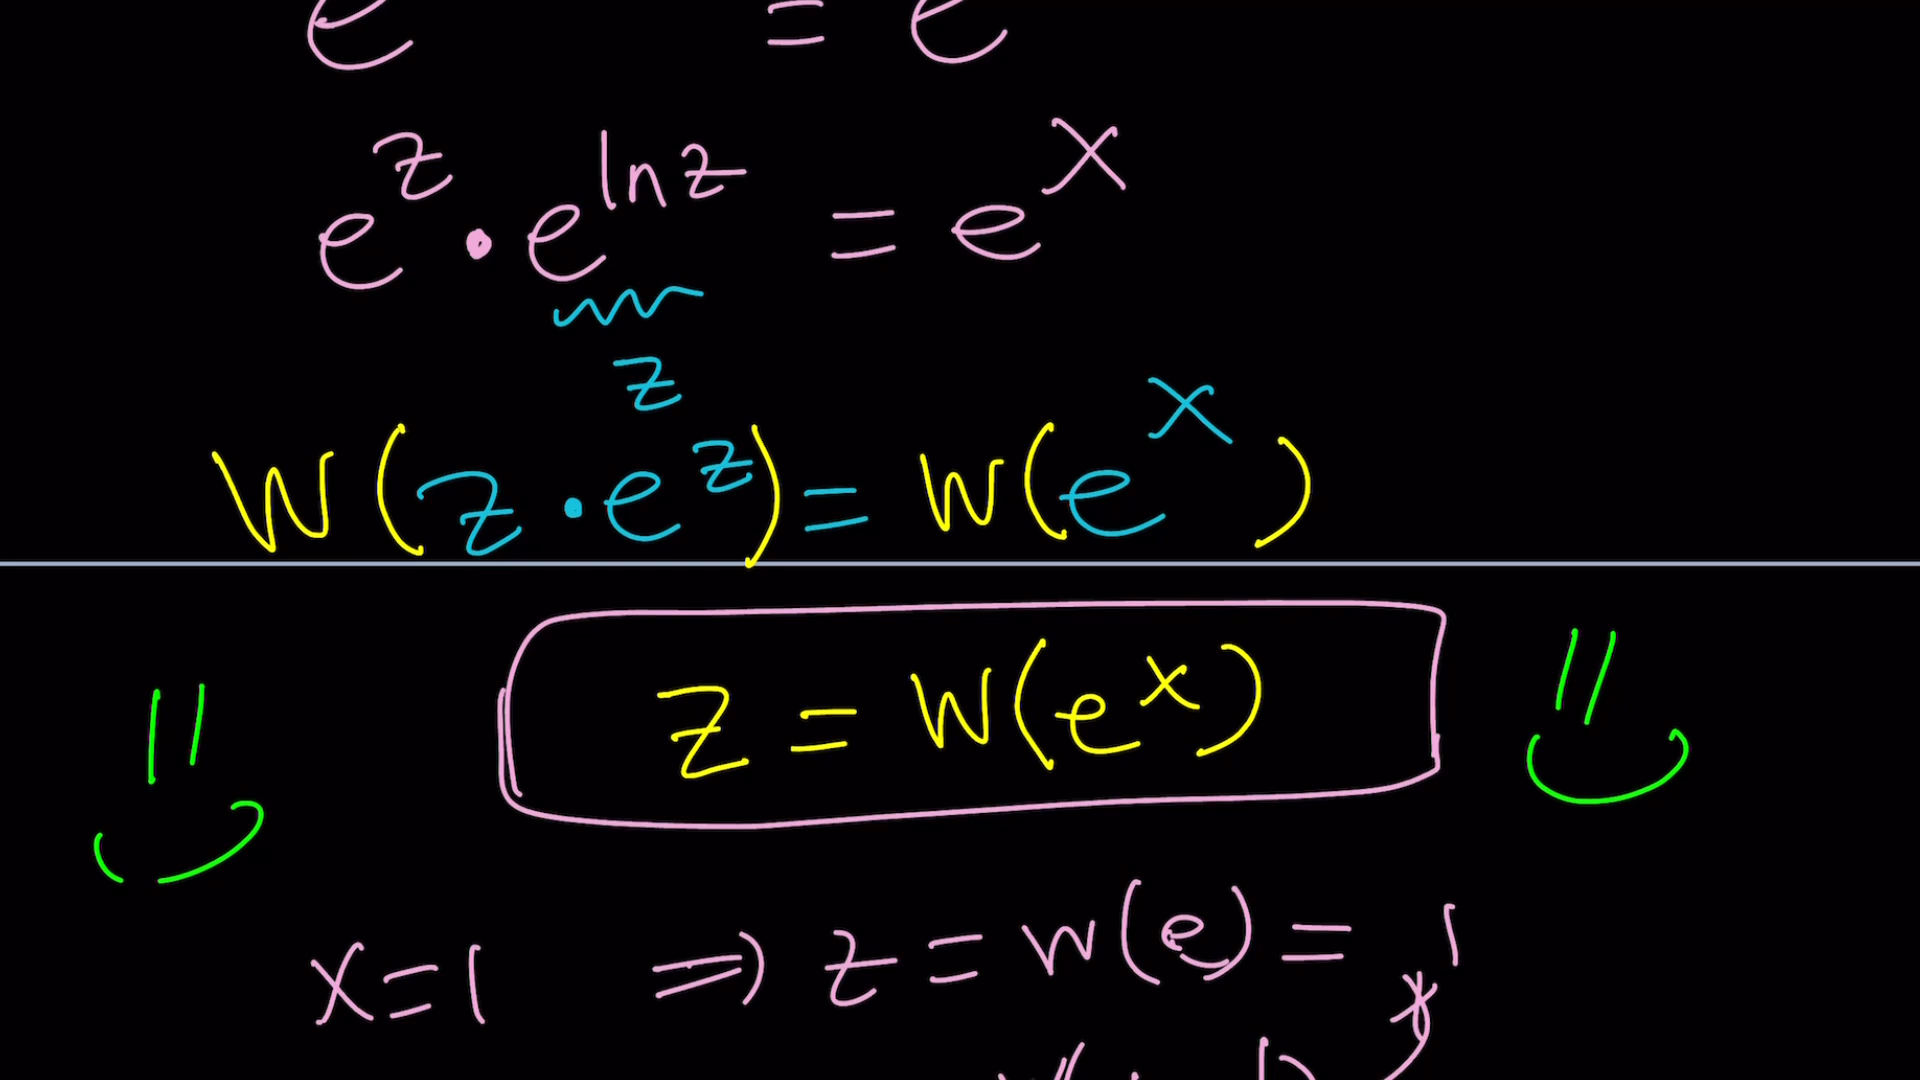 e = e
e^z · e^(ln z) = e^x
z
W(z · e^z) = W(e^x)
z = W(e^x)
x = 1 ⇒ z = W(e) = 1